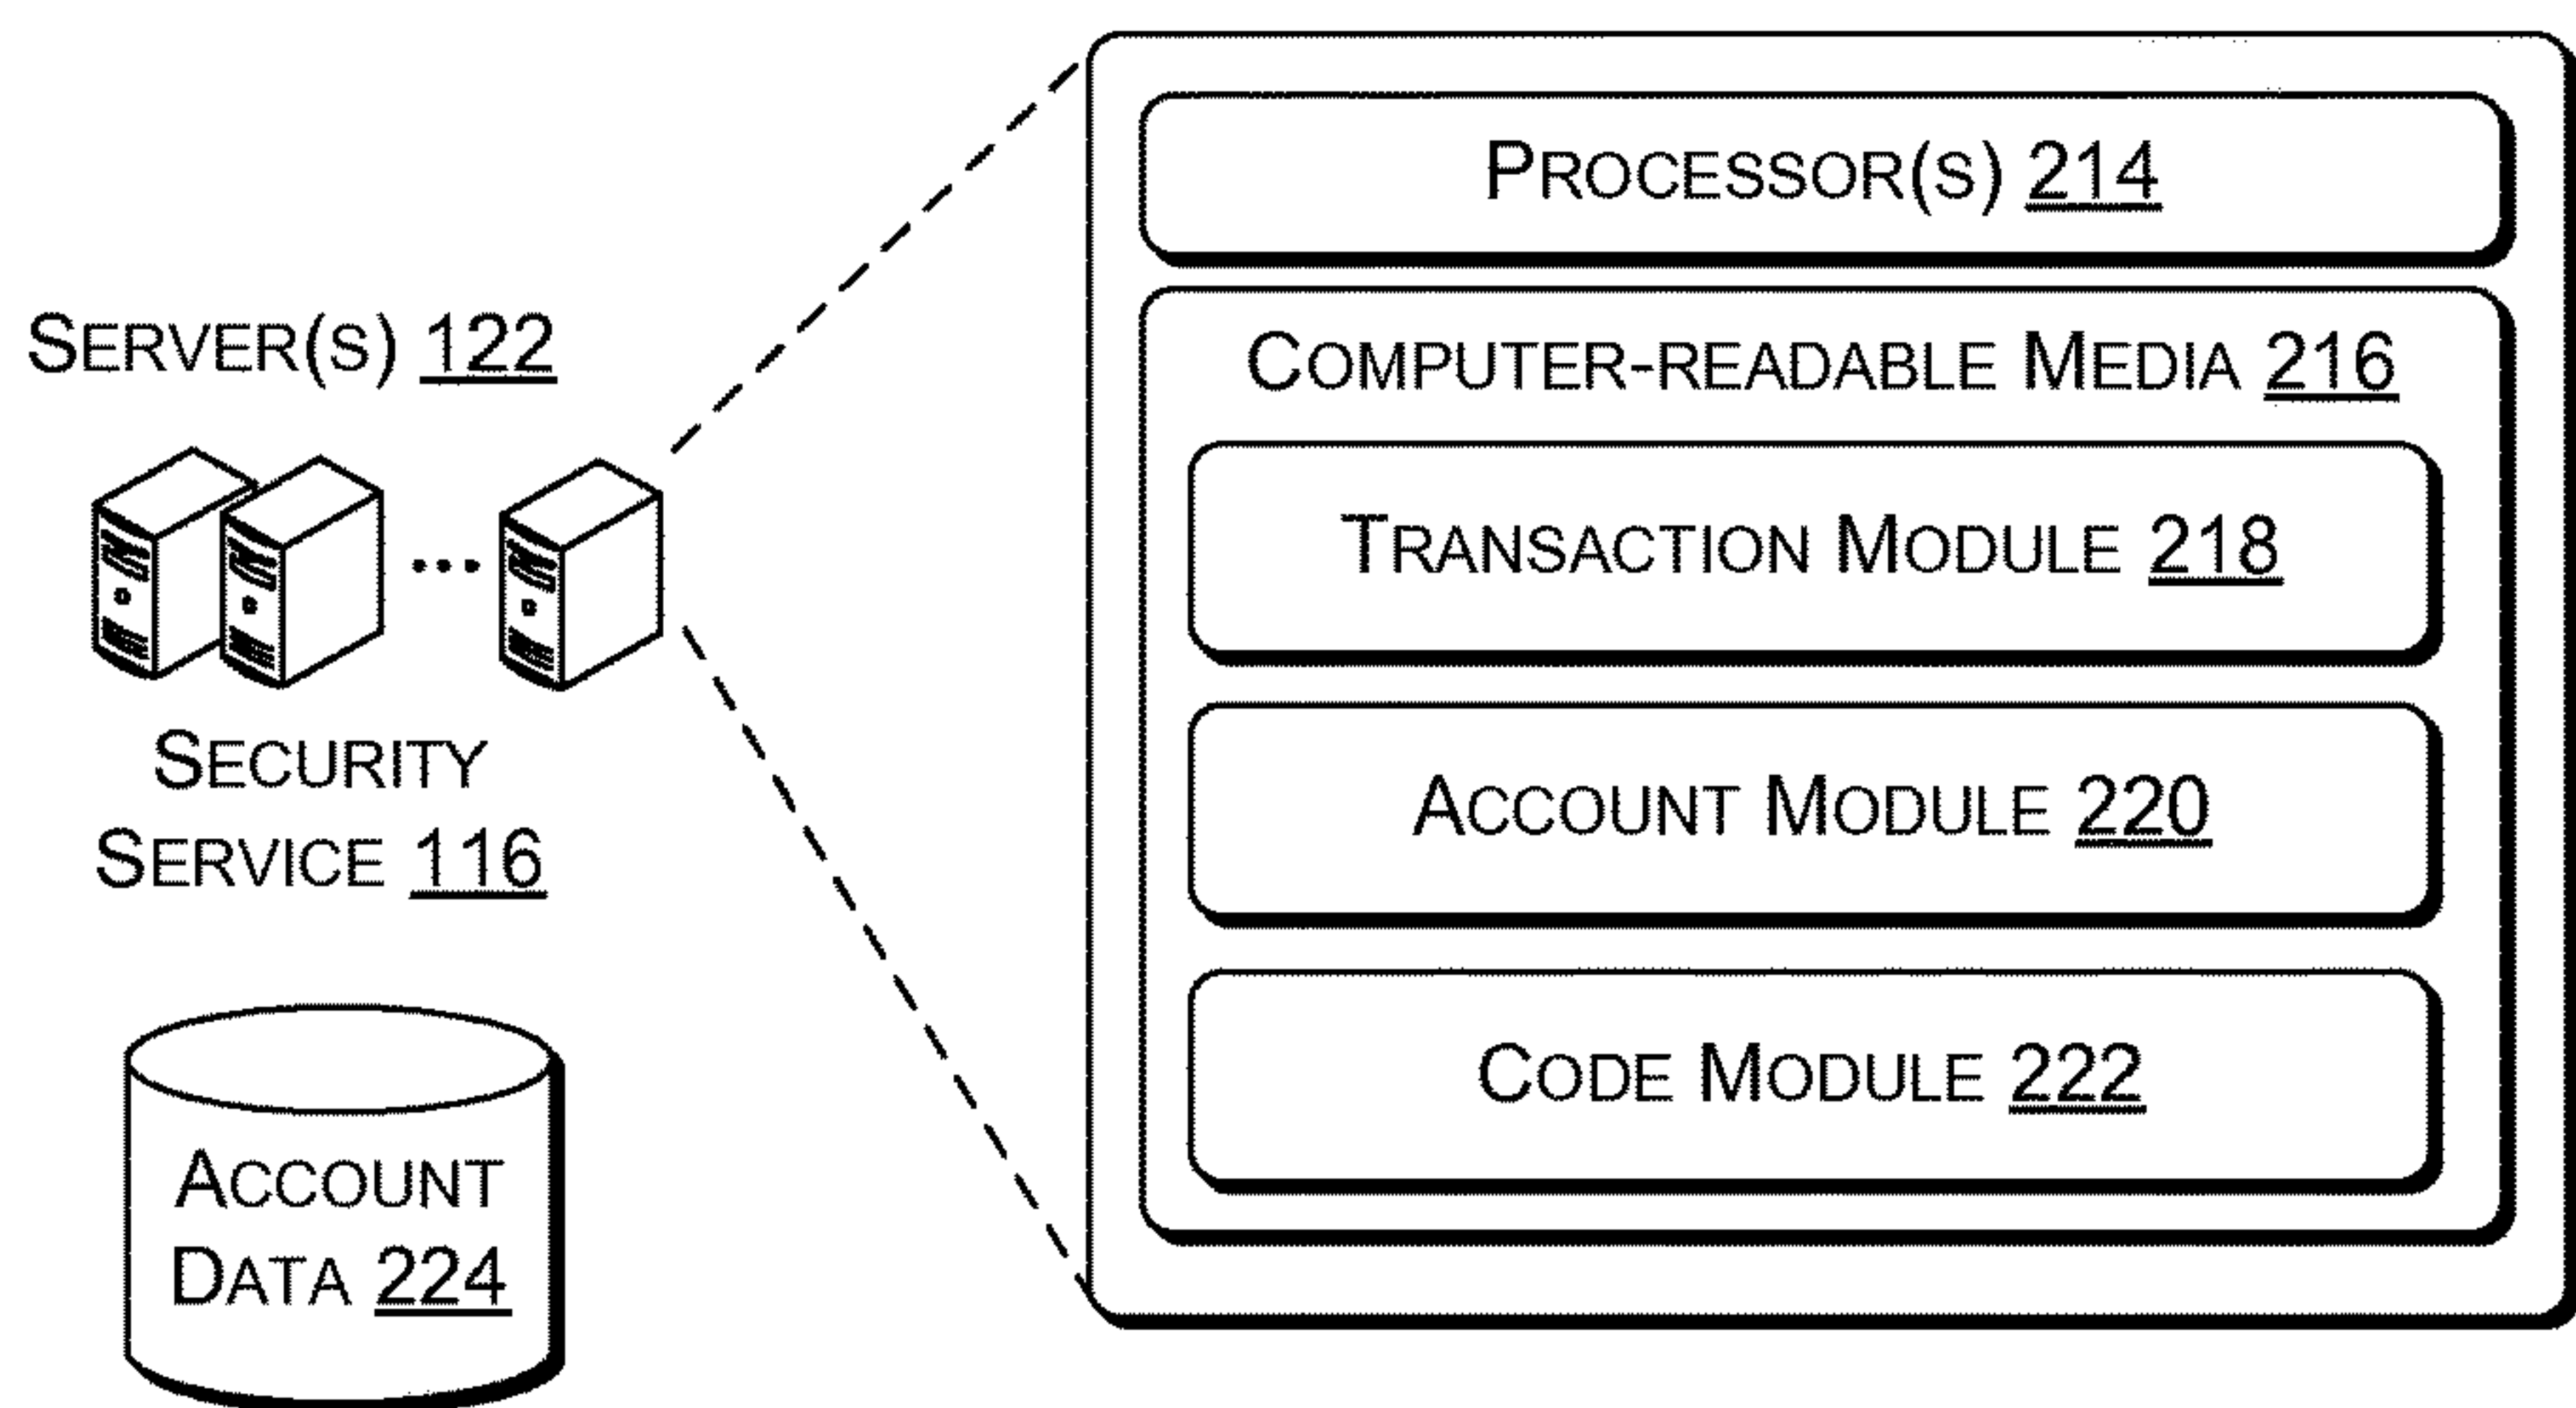 SERVER(S) 122
SECURITY
SERVICE 116
ACCOUNT
DATA 224
PROCESSOR(S) 214
COMPUTER-READABLE MEDIA 216
TRANSACTION MODULE 218
ACCOUNT MODULE 220
CODE MODULE 222